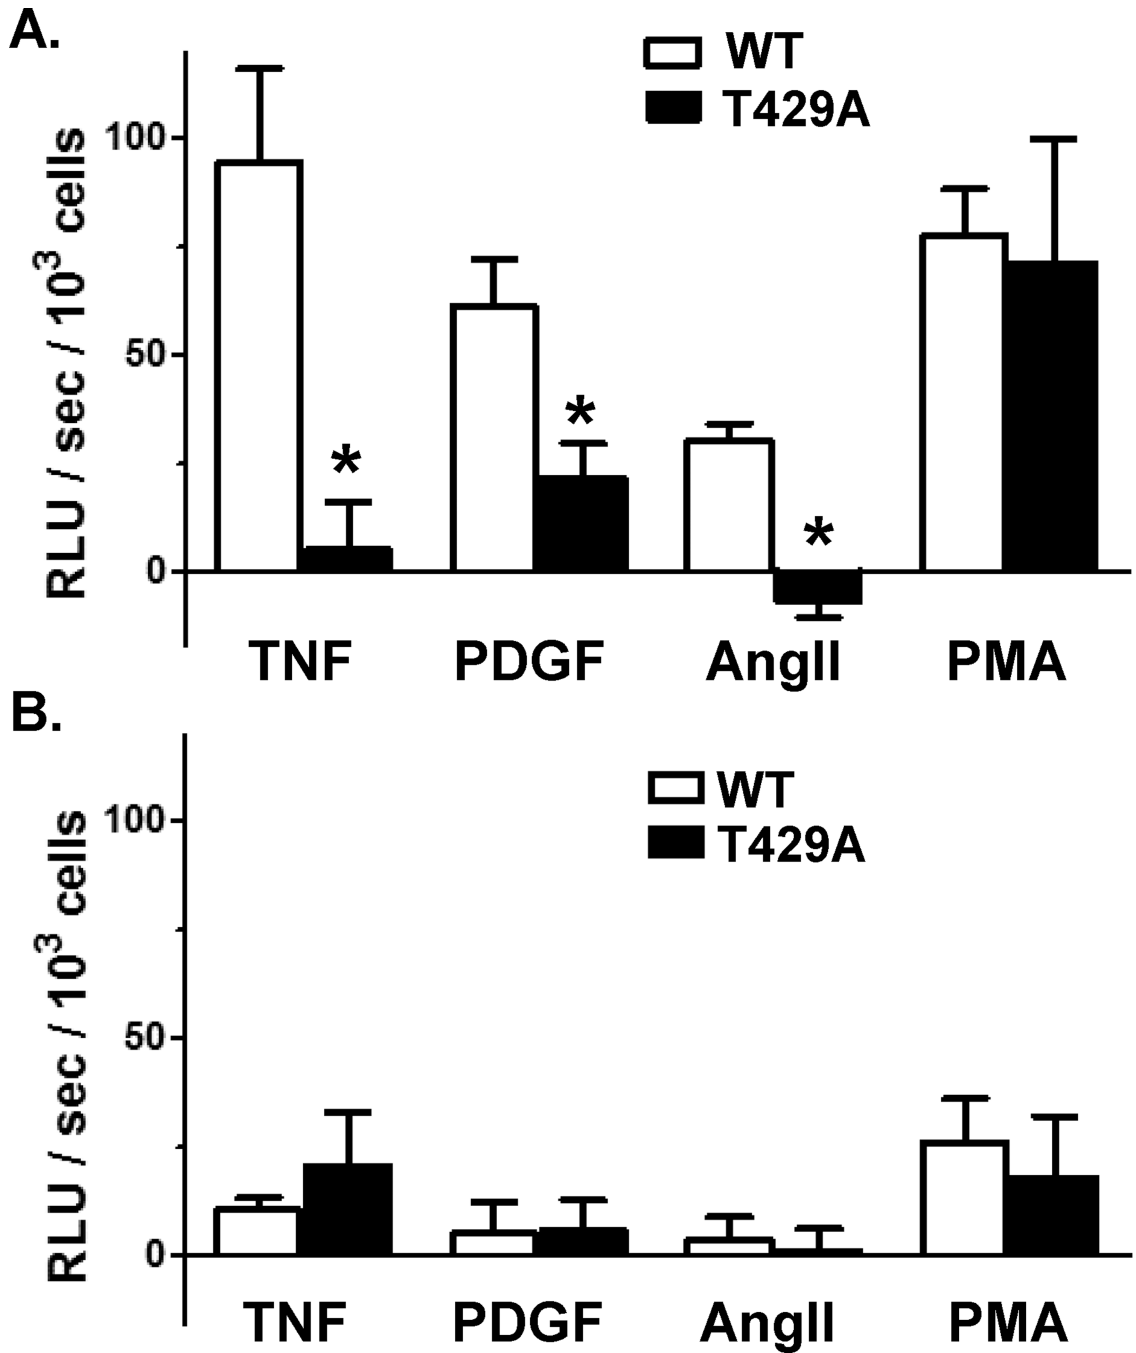 A.
WT
T429A
RLU / sec / 10³ cells
100
50
0
*
*
*
TNF PDGF AngII PMA
B.
WT
T429A
RLU / sec / 10³ cells
100
50
0
TNF PDGF AngII PMA